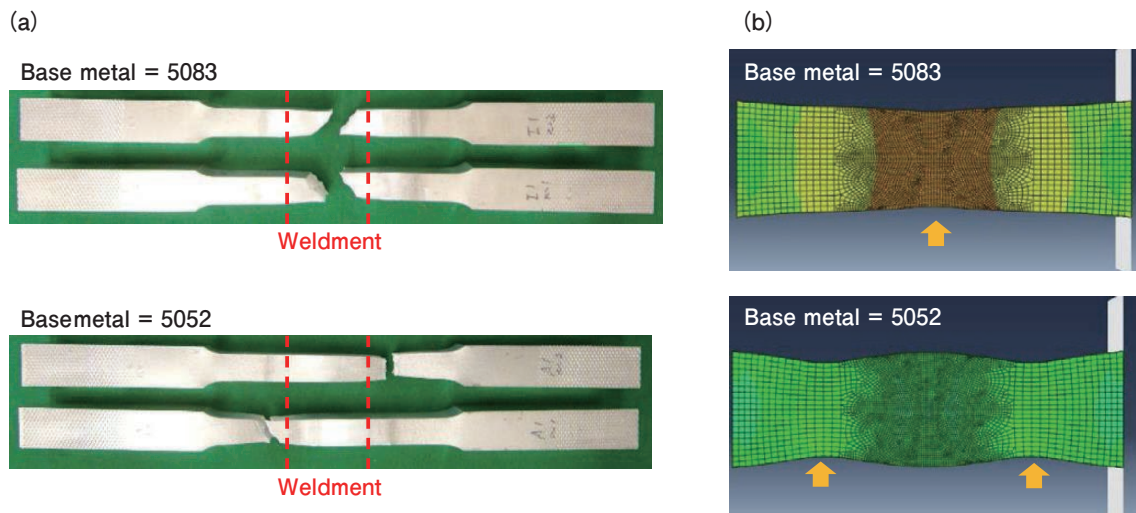 (a)
(b)
Base metal = 5083
Base metal = 5083
Weldment
Basemetal = 5052
Base metal = 5052
Weldment